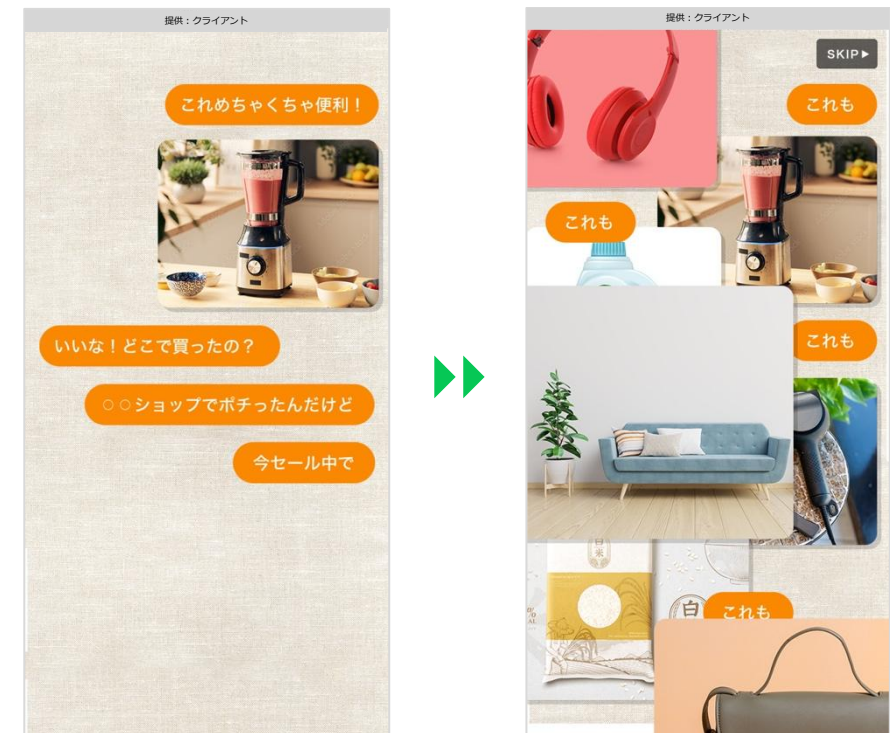 提供：クライアント
これめちゃくちゃ便利！
いいな！どこで買ったの？
○○ショップでポチったんだけど
今セール中で
提供：クライアント
SKIP▶
これも
これも
これも
白米
白
これも